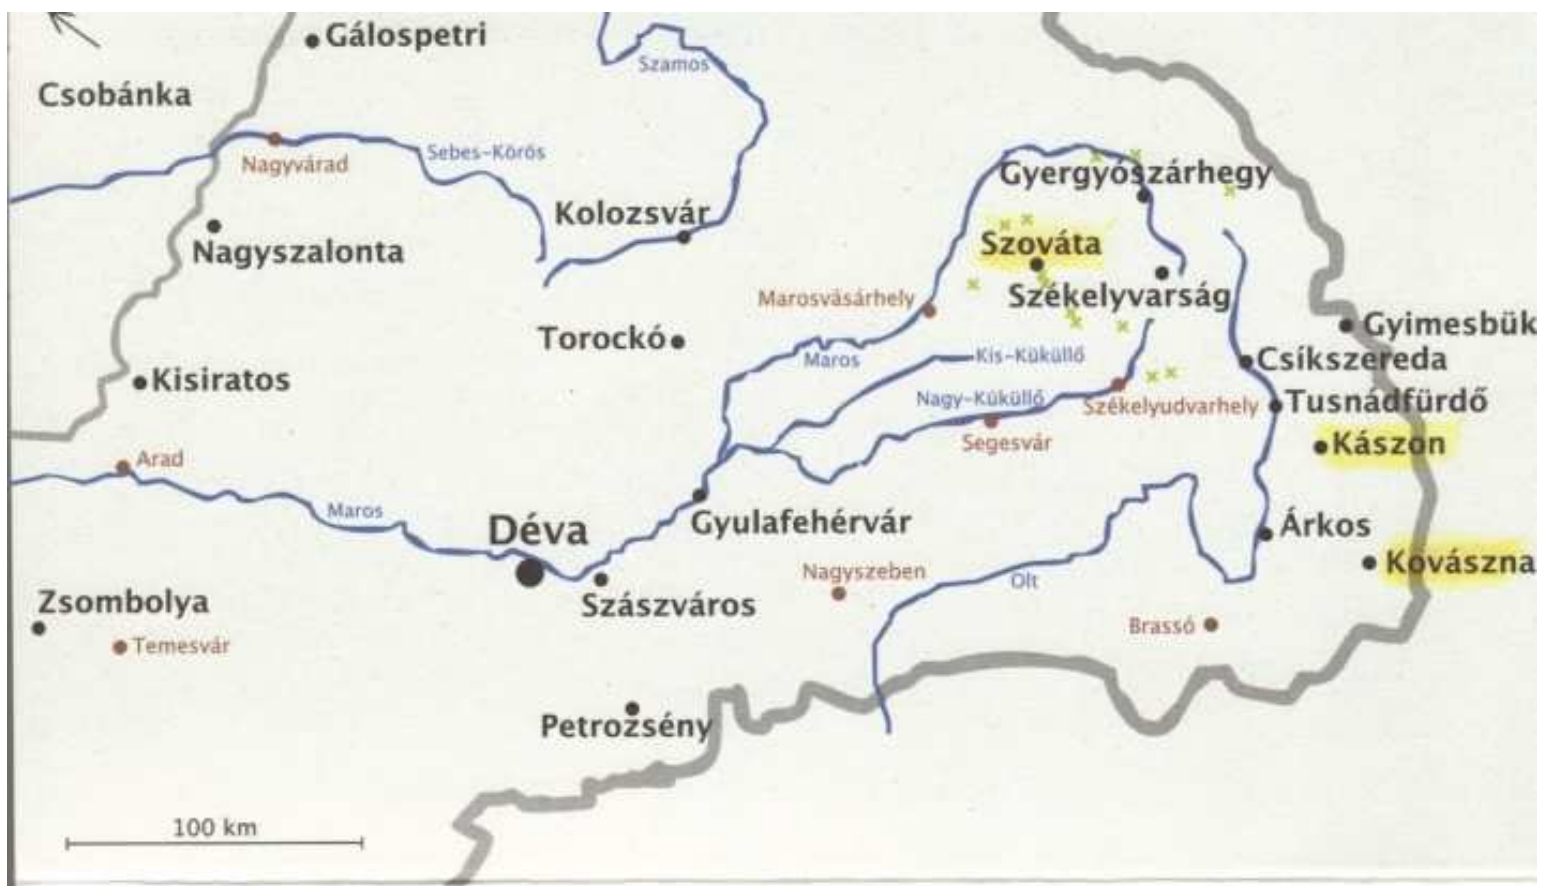 Gálospetri
Csobánka
Szamos
Nagyvárad
Sebes-Körös
Gyergyószárhegy
Kolozsvár
Nagyszalonta
Szováta
Marosvásárhely
Székelyvarság
Torockó
Gyimesbük
Maros
Kis-Küküllő
Csíkszereda
Kisiratos
Nagy-Küküllő
Székelyudvarhely
Tusnádfürdő
Segesvár
Kászon
Arad
Maros
Déva
Gyulafehérvár
Árkos
Kovászna
Nagyszeben
Olt
Zsombolya
Szászváros
Brassó
Temesvár
Petrozsény
100 km